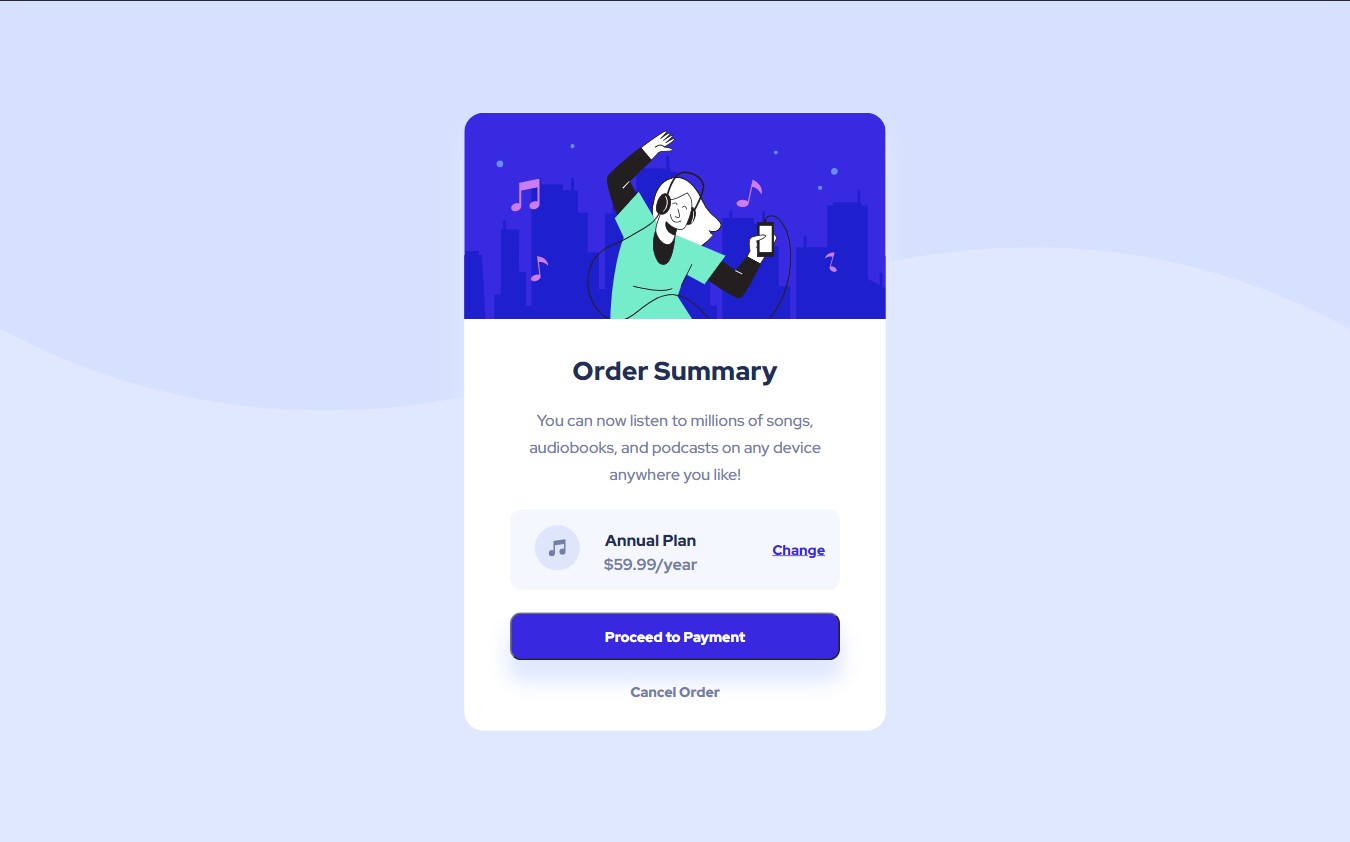 Order Summary
You can now listen to millions of songs,
audiobooks, and podcasts on any device
anywhere you like!
Annual Plan
$59.99/year
Change
Proceed to Payment
Cancel Order